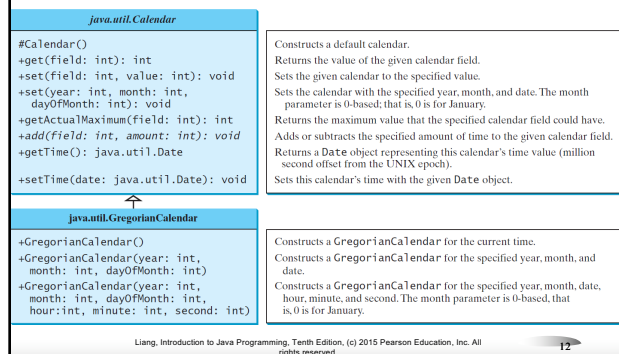 java.util.Calendar
#Calendar()
+get(field: int): int
+set(field: int, value: int): void
+set(year: int, month: int,
dayOfMonth: int): void
+getActualMaximum(field: int): int
+add(field: int, amount: int): void
+getTime(): java.util.Date
+setTime(date: java.util.Date): void
Constructs a default calendar.
Returns the value of the given calendar field.
Sets the given calendar to the specified value.
Sets the calendar with the specified year, month, and date. The month
parameter is 0-based; that is, 0 is for January.
Returns the maximum value that the specified calendar field could have.
Adds or subtracts the specified amount of time to the given calendar field.
Returns a Date object representing this calendar's time value (million
second offset from the UNIX epoch).
Sets this calendar's time with the given Date object.
java.util.GregorianCalendar
+GregorianCalendar()
+GregorianCalendar(year: int,
month: int, dayOfMonth: int)
+GregorianCalendar(year: int,
month: int, dayOfMonth: int,
hour:int, minute: int, second: int)
Constructs a GregorianCalendar for the current time.
Constructs a GregorianCalendar for the specified year, month, and
date.
Constructs a GregorianCalendar for the specified year, month, date,
hour, minute, and second. The month parameter is 0-based, that
is, 0 is for January.
Liang, Introduction to Java Programming, Tenth Edition, (c) 2015 Pearson Education, Inc. All
rights reserved.
12